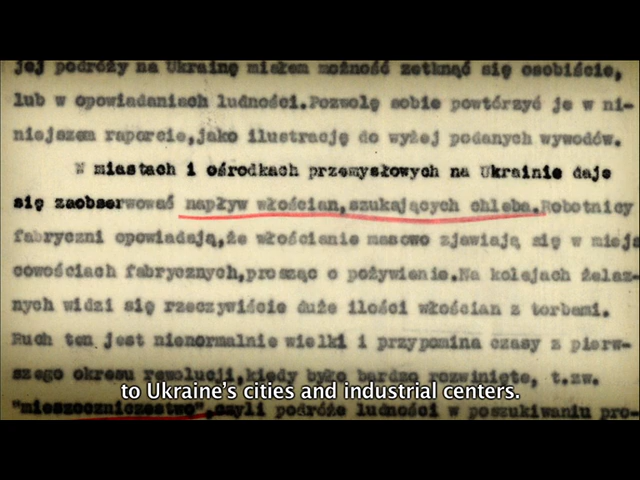 jej podróży na Ukrainę miałem możność zetknąć się osobiście,
lub w opowiadaniach ludności.Pozwolę sobie powtórzyć je w ni-
niejszem raporcie,jako ilustrację do wyżej podanych wywodów.
W miastach i ośrodkach przemysłowych na Ukrainie daje
się zaobserwować napływ włościan,szukających chleba.Robotnicy
fabryczni opowiadają,że włościanie masowo zjawiają się w miejs
cowościach fabrycznych,prosząc o pożywienie.Na kolejach żelaz-
nych widzi się rzeczywiście duże ilości włościan z torbami.
Ruch ten jest nienormalnie wielki i przypomina czasy z pierw-
szego okresu rewolucji,kiedy było bardzo rozwinięte, t.zw.
to Ukraine's cities and industrial centers.
"mieszoczniczestwo",czyli podróże ludności w poszukiwaniu pro-